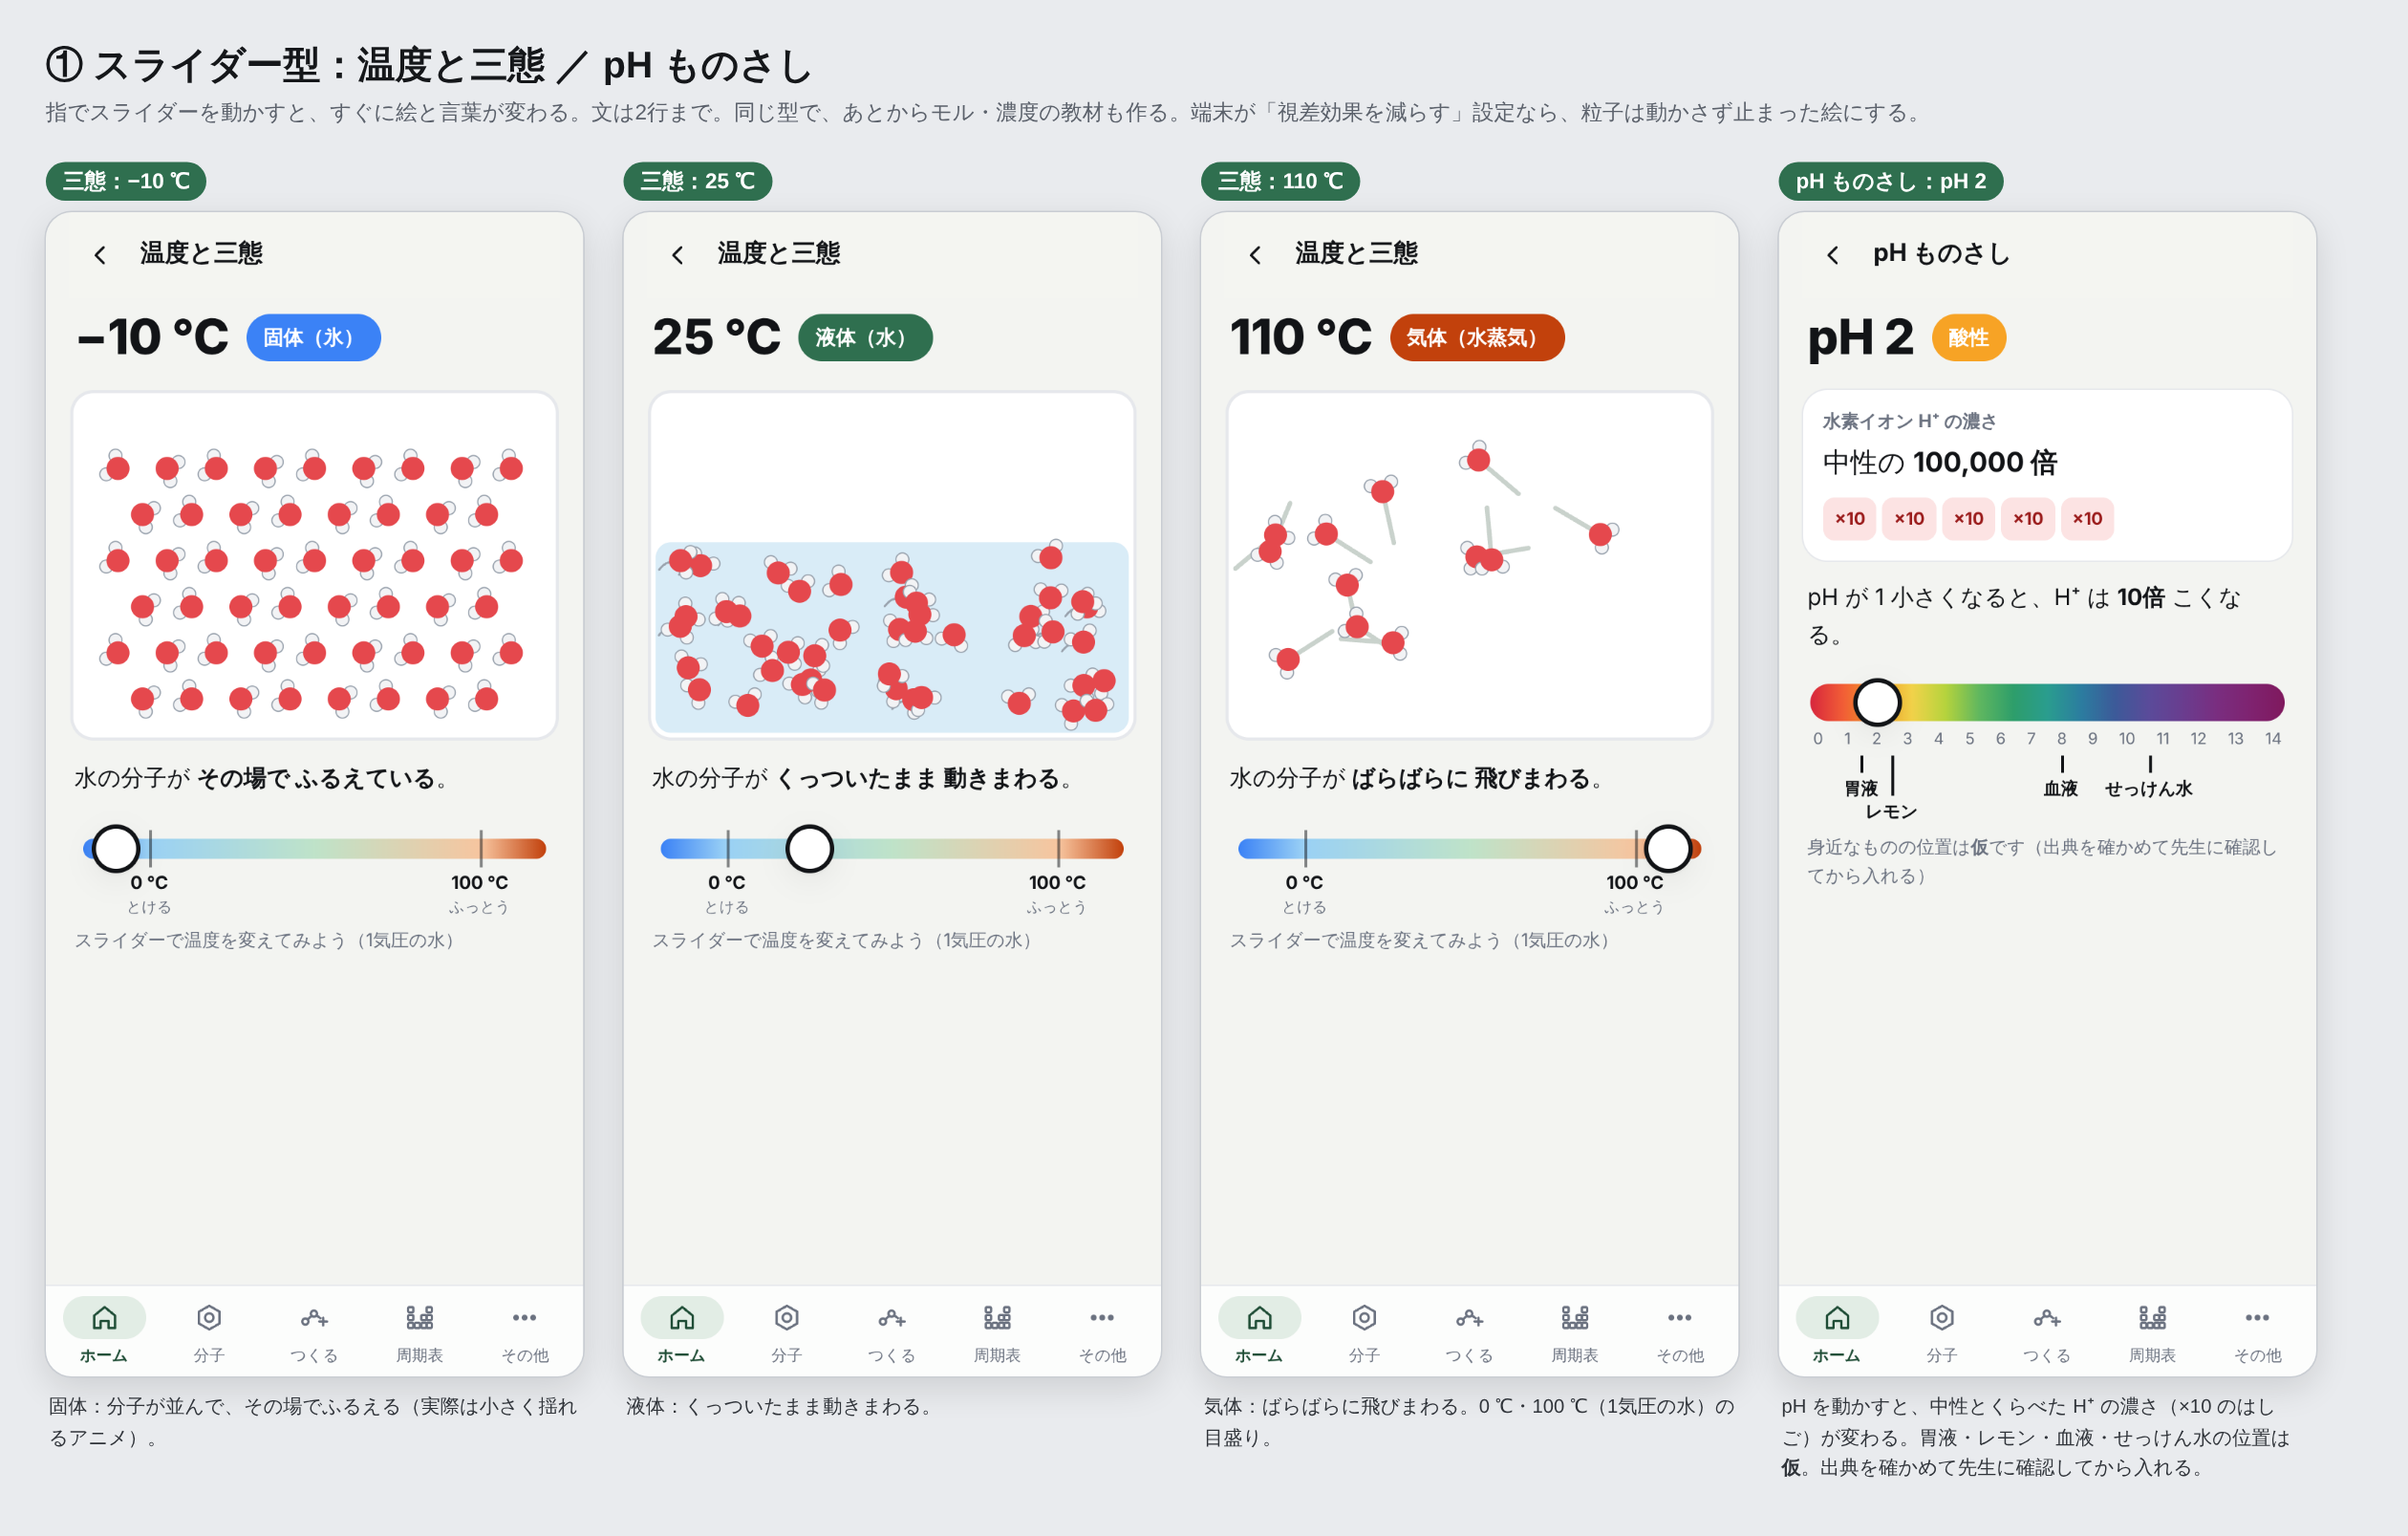 ① スライダー型：温度と三態 ／ pH ものさし
指でスライダーを動かすと、すぐに絵と言葉が変わる。文は2行まで。同じ型で、あとからモル・濃度の教材も作る。端末が「視差効果を減らす」設定なら、粒子は動かさず止まった絵にする。
三態：−10 ℃
温度と三態
−10 °C 固体（氷）
水の分子が その場で ふるえている。
0 °C 100 °C
とける ふっとう
スライダーで温度を変えてみよう（1気圧の水）
ホーム 分子 つくる 周期表 その他
固体：分子が並んで、その場でふるえる（実際は小さく揺れ
るアニメ）。
三態：25 ℃
温度と三態
25 °C 液体（水）
水の分子が くっついたまま 動きまわる。
0 °C 100 °C
とける ふっとう
スライダーで温度を変えてみよう（1気圧の水）
ホーム 分子 つくる 周期表 その他
液体：くっついたまま動きまわる。
三態：110 ℃
温度と三態
110 °C 気体（水蒸気）
水の分子が ばらばらに 飛びまわる。
0 °C 100 °C
とける ふっとう
スライダーで温度を変えてみよう（1気圧の水）
ホーム 分子 つくる 周期表 その他
気体：ばらばらに飛びまわる。0 ℃・100 ℃（1気圧の水）の
目盛り。
pH ものさし：pH 2
pH ものさし
pH 2 酸性
水素イオン H⁺ の濃さ
中性の 100,000 倍
×10 ×10 ×10 ×10 ×10
pH が 1 小さくなると、H⁺ は 10倍 こくな
る。
0 1 2 3 4 5 6 7 8 9 10 11 12 13 14
胃液 血液 せっけん水
レモン
身近なものの位置は仮です（出典を確かめて先生に確認し
てから入れる）
ホーム 分子 つくる 周期表 その他
pH を動かすと、中性とくらべた H⁺ の濃さ（×10 のはし
ご）が変わる。胃液・レモン・血液・せっけん水の位置は
仮。出典を確かめて先生に確認してから入れる。